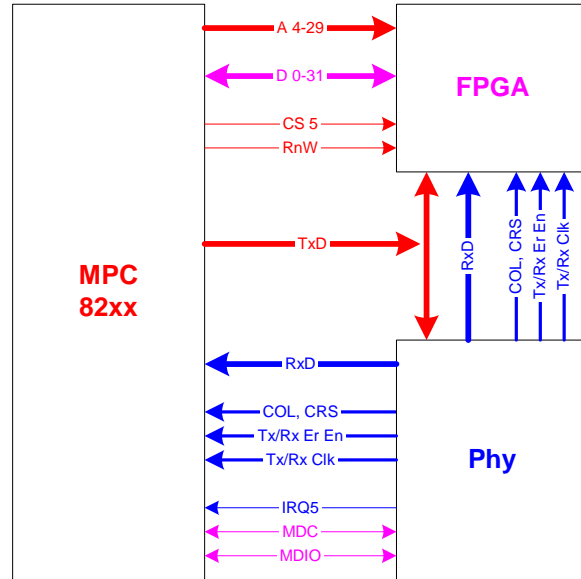 A 4-29
D 0-31
FPGA
CS 5
RnW
TxD
RxD
COL, CRS
Tx/Rx Er En
Tx/Rx Clk
MPC
82xx
RxD
COL, CRS
Tx/Rx Er En
Tx/Rx Clk
Phy
IRQ5
MDC
MDIO